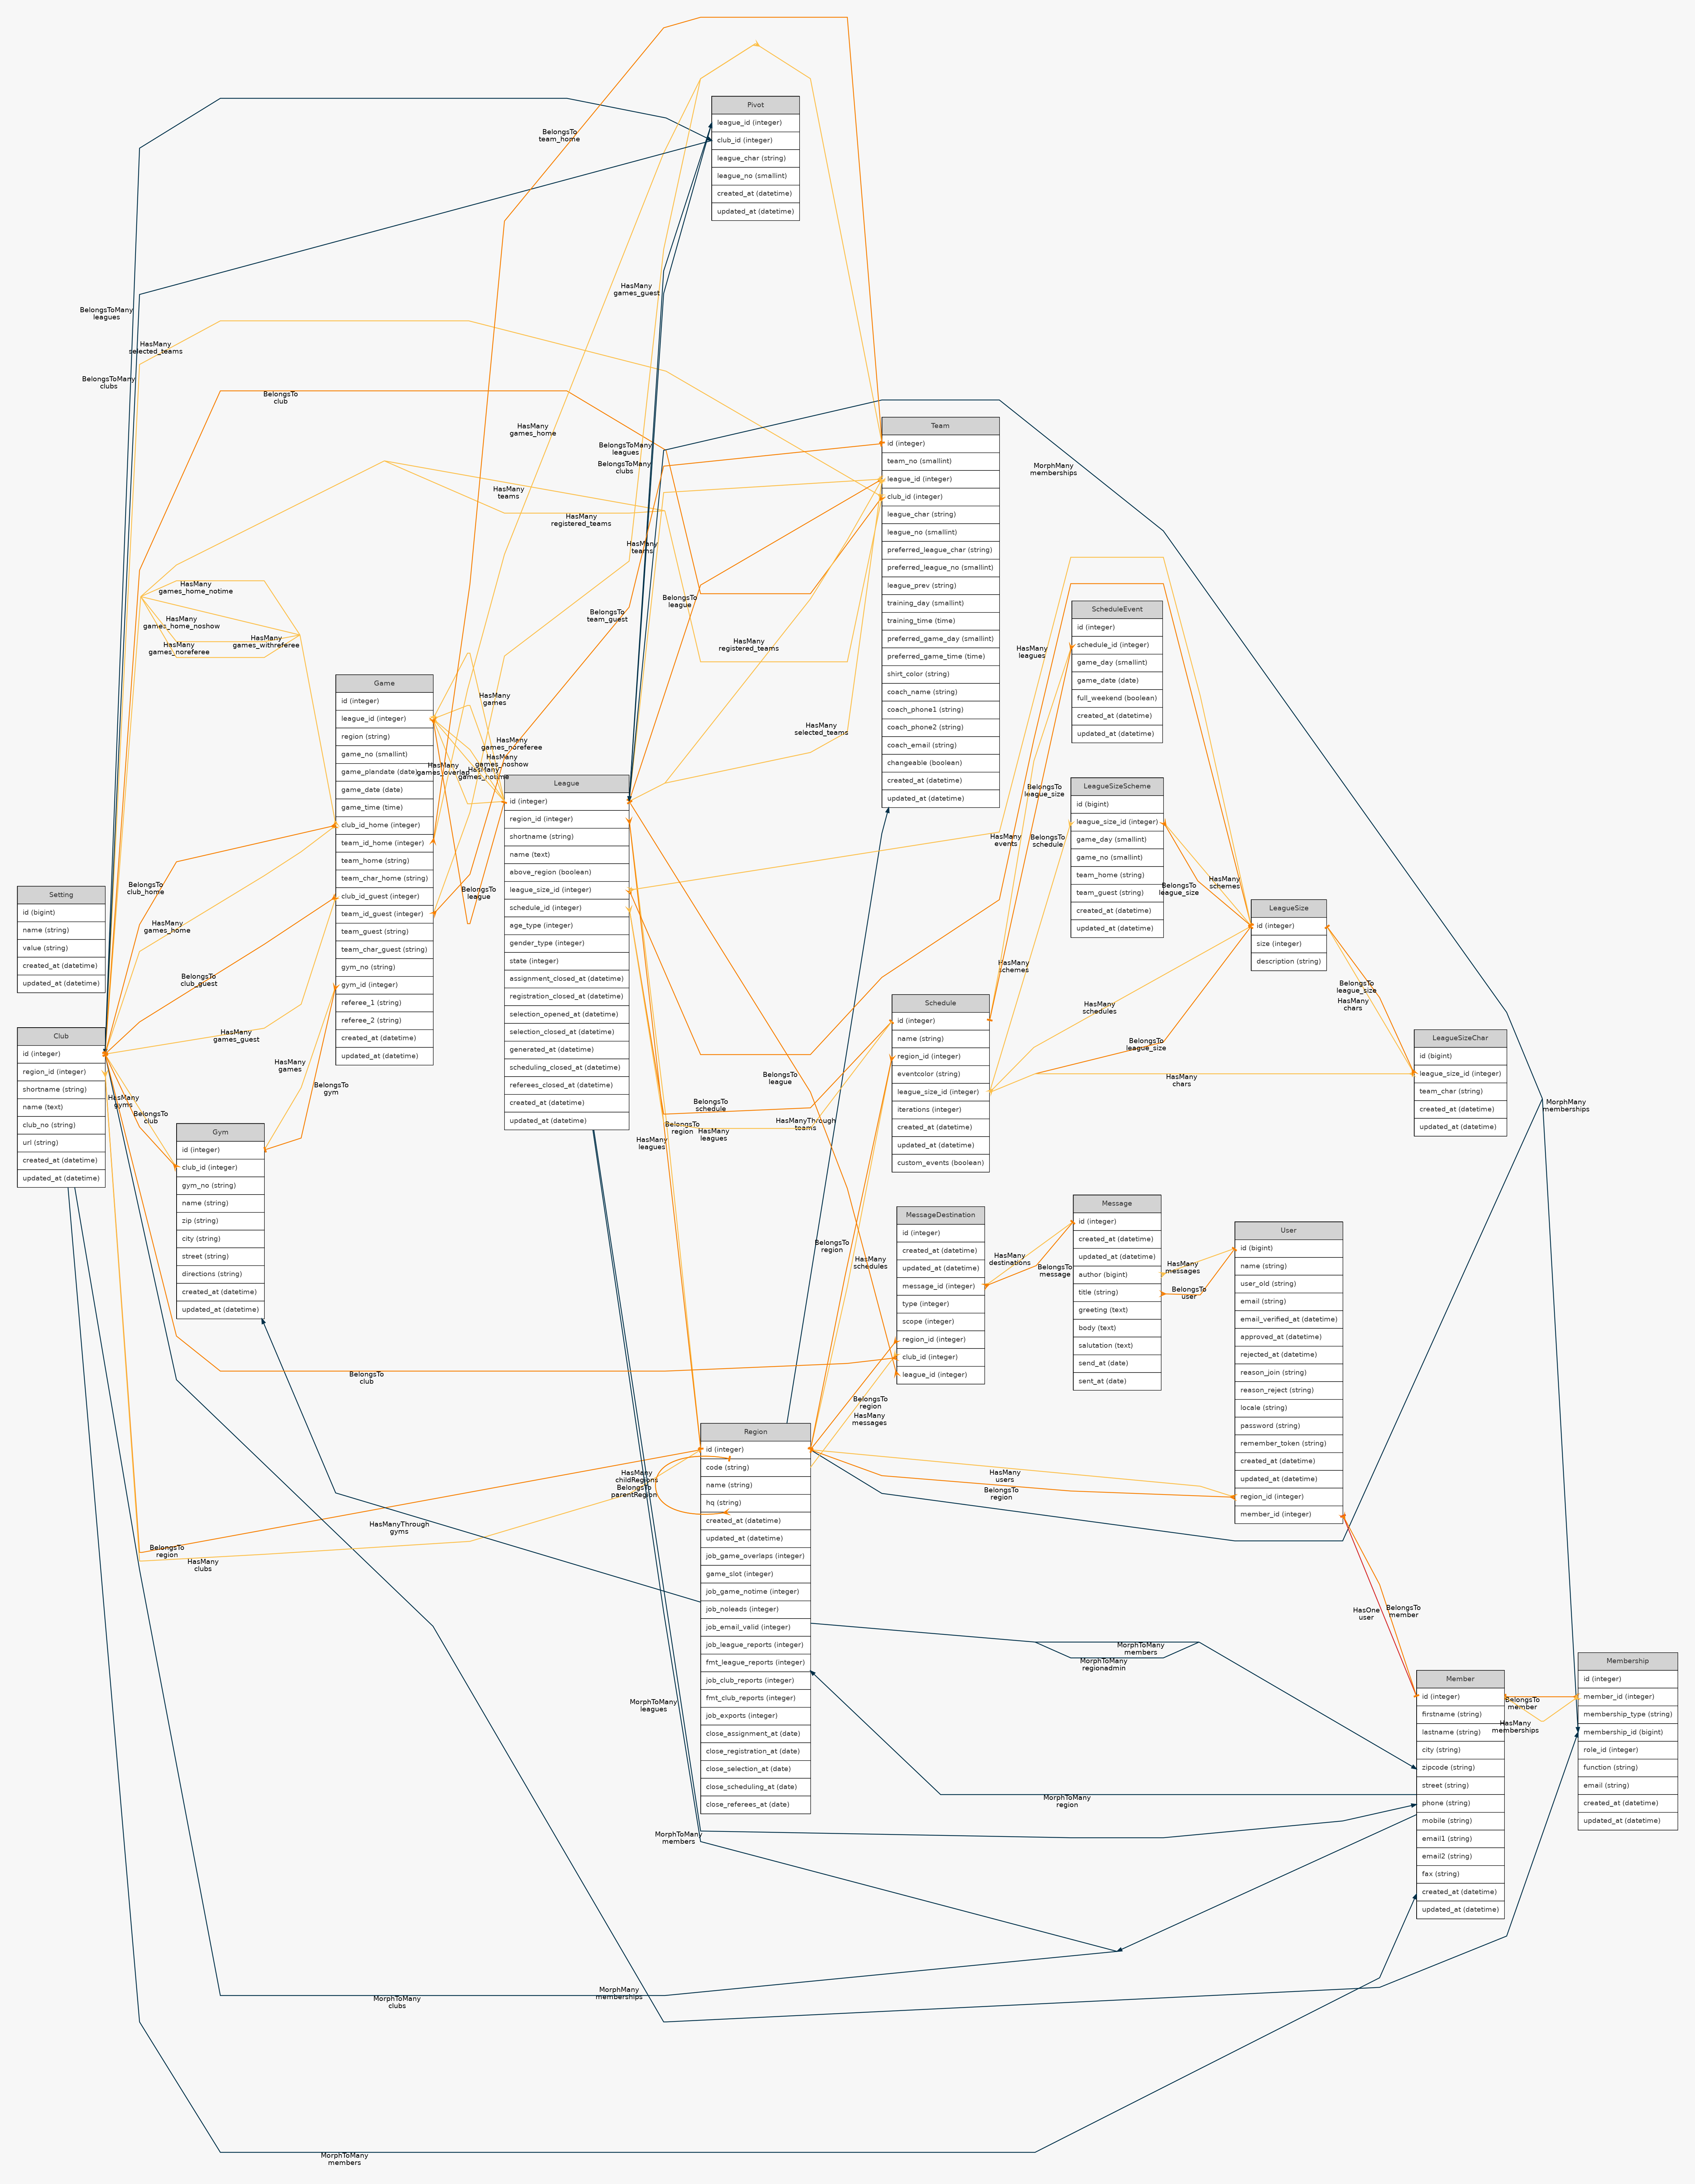 Pivot
league_id (integer)
club_id (integer)
league_char (string)
league_no (smallint)
created_at (datetime)
updated_at (datetime)
BelongsTo
team_home
HasMany
games_guest
BelongsToMany
leagues
HasMany
selected_teams
BelongsToMany
clubs
BelongsTo
club
HasMany
games_home
BelongsToMany
leagues
BelongsToMany
clubs
MorphMany
memberships
HasMany
teams
HasMany
registered_teams
HasMany
teams
Team
id (integer)
team_no (smallint)
league_id (integer)
club_id (integer)
league_char (string)
league_no (smallint)
preferred_league_char (string)
preferred_league_no (smallint)
league_prev (string)
training_day (smallint)
training_time (time)
preferred_game_day (smallint)
preferred_game_time (time)
shirt_color (string)
coach_name (string)
coach_phone1 (string)
coach_phone2 (string)
coach_email (string)
changeable (boolean)
created_at (datetime)
updated_at (datetime)
HasMany
games_home_notime
HasMany
games_home_noshow
HasMany
games_noreferee
HasMany
games_withreferee
BelongsTo
league
BelongsTo
team_guest
HasMany
registered_teams
HasMany
selected_teams
HasMany
leagues
ScheduleEvent
id (integer)
schedule_id (integer)
game_day (smallint)
game_date (date)
full_weekend (boolean)
created_at (datetime)
updated_at (datetime)
Game
id (integer)
league_id (integer)
region (string)
game_no (smallint)
game_plandate (date)
game_date (date)
game_time (time)
club_id_home (integer)
team_id_home (integer)
team_home (string)
team_char_home (string)
club_id_guest (integer)
team_id_guest (integer)
team_guest (string)
team_char_guest (string)
gym_no (string)
gym_id (integer)
referee_1 (string)
referee_2 (string)
created_at (datetime)
updated_at (datetime)
HasMany
games
HasMany
games_noreferee
HasMany
games_noshow
HasMany
games_notime
HasMany
games_overlap
BelongsTo
league
League
id (integer)
region_id (integer)
shortname (string)
name (text)
above_region (boolean)
league_size_id (integer)
schedule_id (integer)
age_type (integer)
gender_type (integer)
state (integer)
assignment_closed_at (datetime)
registration_closed_at (datetime)
selection_opened_at (datetime)
selection_closed_at (datetime)
generated_at (datetime)
scheduling_closed_at (datetime)
referees_closed_at (datetime)
created_at (datetime)
updated_at (datetime)
BelongsTo
league_size
HasMany
events
BelongsTo
schedule
LeagueSizeScheme
id (bigint)
league_size_id (integer)
game_day (smallint)
game_no (smallint)
team_home (string)
team_guest (string)
created_at (datetime)
updated_at (datetime)
BelongsTo
league_size
HasMany
schemes
LeagueSize
id (integer)
size (integer)
description (string)
HasMany
schemes
BelongsTo
league_size
HasMany
chars
HasMany
schedules
BelongsTo
league_size
HasMany
chars
LeagueSizeChar
id (bigint)
league_size_id (integer)
team_char (string)
created_at (datetime)
updated_at (datetime)
Setting
id (bigint)
name (string)
value (string)
created_at (datetime)
updated_at (datetime)
Club
id (integer)
region_id (integer)
shortname (string)
name (text)
club_no (string)
url (string)
created_at (datetime)
updated_at (datetime)
BelongsTo
club_home
HasMany
games_home
BelongsTo
club_guest
HasMany
games_guest
HasMany
games
BelongsTo
gym
HasMany
gyms
BelongsTo
club
Gym
id (integer)
club_id (integer)
gym_no (string)
name (string)
zip (string)
city (string)
street (string)
directions (string)
created_at (datetime)
updated_at (datetime)
Schedule
id (integer)
name (string)
region_id (integer)
eventcolor (string)
league_size_id (integer)
iterations (integer)
created_at (datetime)
updated_at (datetime)
custom_events (boolean)
BelongsTo
league
BelongsTo
schedule
HasManyThrough
teams
BelongsTo
region
HasMany
leagues
HasMany
leagues
MorphMany
memberships
MessageDestination
id (integer)
created_at (datetime)
updated_at (datetime)
message_id (integer)
type (integer)
scope (integer)
region_id (integer)
club_id (integer)
league_id (integer)
BelongsTo
region
HasMany
schedules
HasMany
destinations
BelongsTo
message
Message
id (integer)
created_at (datetime)
updated_at (datetime)
author (bigint)
title (string)
greeting (text)
body (text)
salutation (text)
send_at (date)
sent_at (date)
HasMany
messages
BelongsTo
user
User
id (bigint)
name (string)
user_old (string)
email (string)
email_verified_at (datetime)
approved_at (datetime)
rejected_at (datetime)
reason_join (string)
reason_reject (string)
locale (string)
password (string)
remember_token (string)
created_at (datetime)
updated_at (datetime)
region_id (integer)
member_id (integer)
BelongsTo
club
BelongsTo
region
HasMany
messages
Region
id (integer)
code (string)
name (string)
hq (string)
created_at (datetime)
updated_at (datetime)
job_game_overlaps (integer)
game_slot (integer)
job_game_notime (integer)
job_noleads (integer)
job_email_valid (integer)
job_league_reports (integer)
fmt_league_reports (integer)
job_club_reports (integer)
fmt_club_reports (integer)
job_exports (integer)
close_assignment_at (date)
close_registration_at (date)
close_selection_at (date)
close_scheduling_at (date)
close_referees_at (date)
HasMany
childRegions
BelongsTo
parentRegion
HasMany
users
BelongsTo
region
HasManyThrough
gyms
BelongsTo
region
HasMany
clubs
HasOne
user
BelongsTo
member
MorphToMany
members
MorphToMany
regionadmin
MorphToMany
leagues
MorphToMany
region
MorphToMany
members
Member
id (integer)
firstname (string)
lastname (string)
city (string)
zipcode (string)
street (string)
phone (string)
mobile (string)
email1 (string)
email2 (string)
fax (string)
created_at (datetime)
updated_at (datetime)
BelongsTo
member
HasMany
memberships
Membership
id (integer)
member_id (integer)
membership_type (string)
membership_id (bigint)
role_id (integer)
function (string)
email (string)
created_at (datetime)
updated_at (datetime)
MorphMany
memberships
MorphToMany
clubs
MorphToMany
members